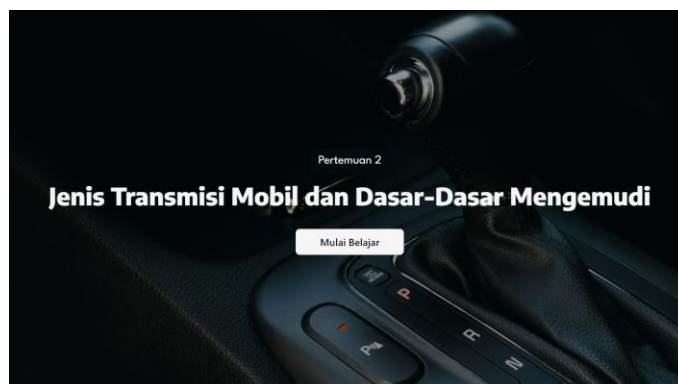 Pertemuan 2
Jenis Transmisi Mobil dan Dasar-Dasar Mengemudi
Mulai Belajar
P
R
N
P